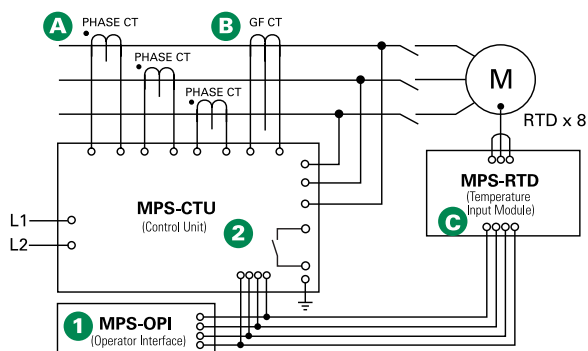 A PHASE CT
B GF CT
PHASE CT
PHASE CT
M
RTD x 8
MPS-RTD
(Temperature
Input Module)
C
MPS-CTU
(Control Unit)
2
L1
L2
1 MPS-OPI
(Operator Interface)